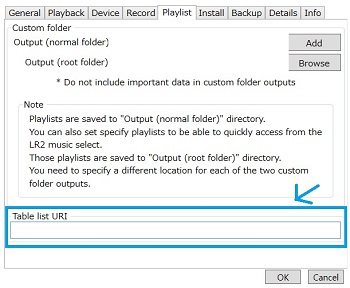 General Playback Device Record Playlist Install Backup Details Info
Custom folder
Output (normal folder) Add
Output (root folder) Browse
* Do not include important data in custom folder outputs
Note
Playlists are saved to "Output (normal folder)" directory.
You can also set specify playlists to be able to quickly access from the
LR2 music select.
Those playlists are saved to "Output (root folder)" directory.
You need to specify a different location for each of the two custom
folder outputs.
Table list URI
OK Cancel